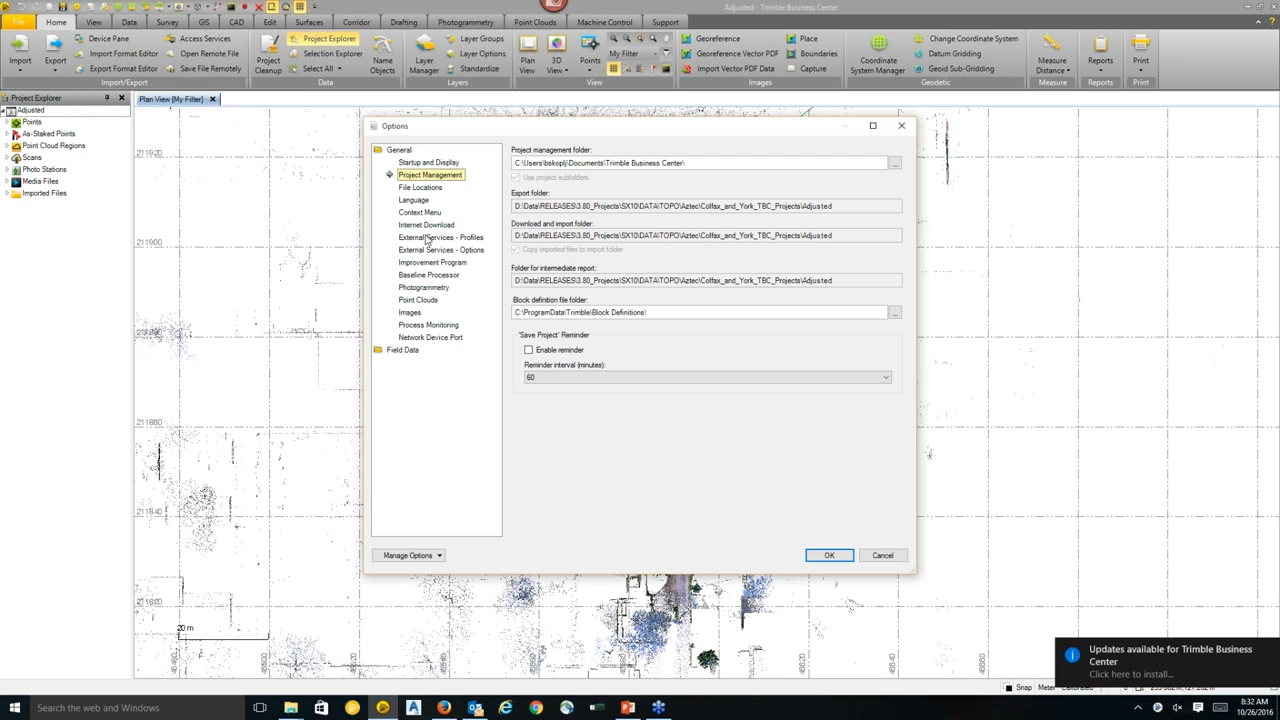 Adjusted - Trimble Business Center
File Home View Data Survey GIS CAD Edit Surfaces Corridor Drafting Photogrammetry Point Clouds Machine Control Support
Import
Export
Device Pane
Import Format Editor
Export Format Editor
Access Services
Open Remote File
Save File Remotely
Import/Export
Project Cleanup
Project Explorer
Selection Explorer
Select All
Name Objects
Data
Layer Manager
Layer Groups
Layer Options
Standardize
Layers
Plan View
3D View
Points
My Filter
View
Georeference
Georeference Vector PDF
Import Vector PDF Data
Place
Boundaries
Capture
Images
Coordinate System Manager
Change Coordinate System
Datum Gridding
Geoid Sub-Gridding
Geodetic
Measure Distance
Measure
Reports
Reports
Print
Print
Project Explorer
Adjusted
Points
As-Staked Points
Point Cloud Regions
Scans
Photo Stations
Media Files
Imported Files
Plan View [My Filter]
211920
211900
211860
211840
211820
20 m
Options
General
Startup and Display
Project Management
File Locations
Language
Context Menu
Internet Download
External Services - Profiles
External Services - Options
Improvement Program
Baseline Processor
Photogrammetry
Point Clouds
Images
Process Monitoring
Network Device Port
Field Data
Project management folder:
C:\Users\bskoplj\Documents\Trimble Business Center\
...
Use project subfolders
Export folder:
D:\Data\RELEASES\3.80_Projects\SX10\DATA\TOPO\Aztec\Colfax_and_York_TBC_Projects\Adjusted
Download and import folder:
D:\Data\RELEASES\3.80_Projects\SX10\DATA\TOPO\Aztec\Colfax_and_York_TBC_Projects\Adjusted
Copy imported files to import folder
Folder for intermediate report:
D:\Data\RELEASES\3.80_Projects\SX10\DATA\TOPO\Aztec\Colfax_and_York_TBC_Projects\Adjusted
Block definition file folder:
C:\ProgramData\Trimble\Block Definitions\
...
'Save Project' Reminder
Enable reminder
Reminder interval (minutes):
60
Manage Options
OK
Cancel
Updates available for Trimble Business
Center
Click here to install...
Snap Meter
Search the web and Windows
8:32 AM
10/26/2016